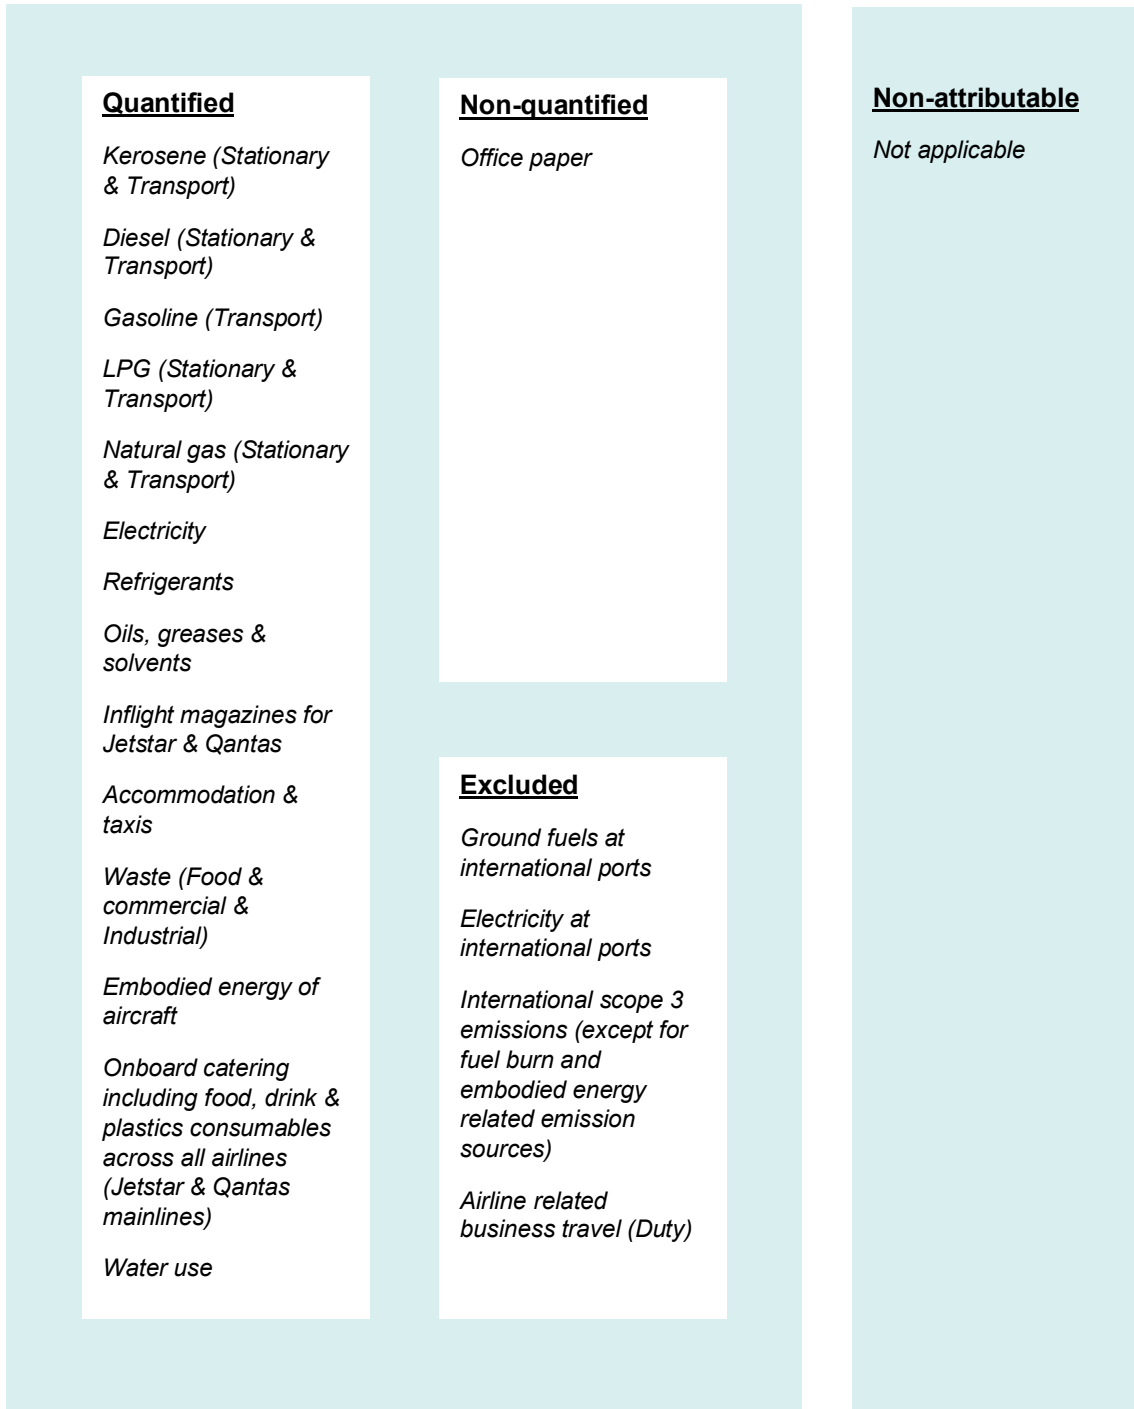 Quantified
Kerosene (Stationary
& Transport)
Diesel (Stationary &
Transport)
Gasoline (Transport)
LPG (Stationary &
Transport)
Natural gas (Stationary
& Transport)
Electricity
Refrigerants
Oils, greases &
solvents
Inflight magazines for
Jetstar & Qantas
Accommodation &
taxis
Waste (Food &
commercial &
Industrial)
Embodied energy of
aircraft
Onboard catering
including food, drink &
plastics consumables
across all airlines
(Jetstar & Qantas
mainlines)
Water use
Non-quantified
Office paper
Excluded
Ground fuels at
international ports
Electricity at
international ports
International scope 3
emissions (except for
fuel burn and
embodied energy
related emission
sources)
Airline related
business travel (Duty)
Non-attributable
Not applicable